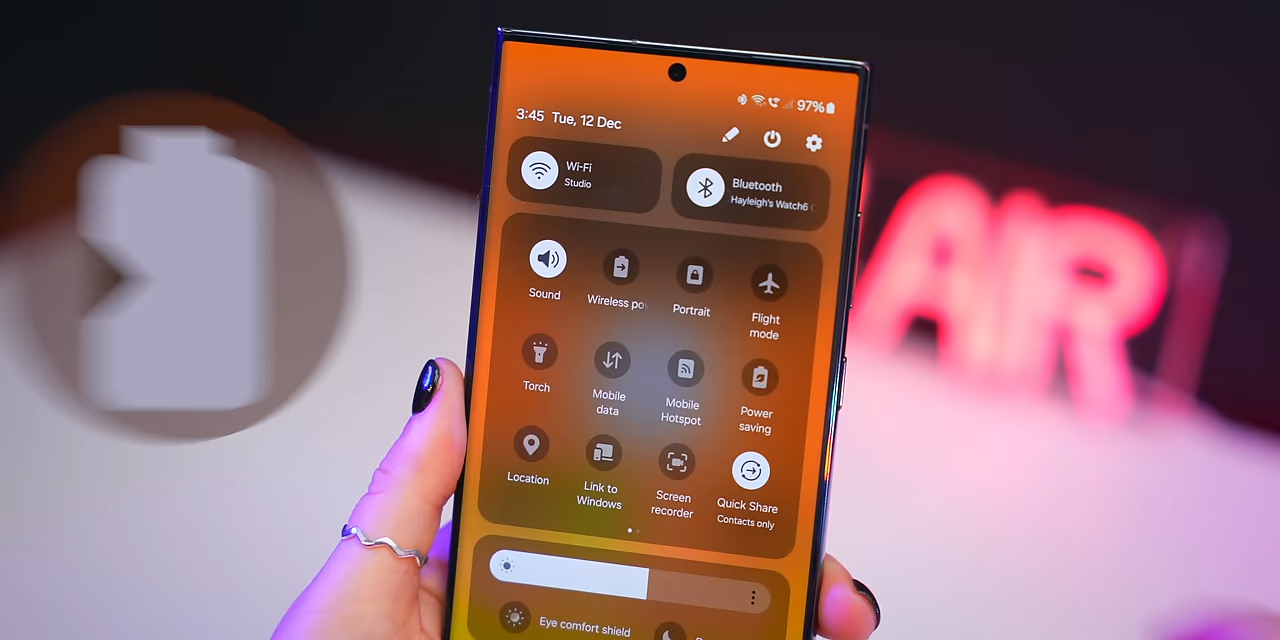 97%
3:45 Tue, 12 Dec
Wi-Fi
Studio
Bluetooth
Hayleigh's Watch6
Sound
Wireless po
Portrait
Flight
mode
Torch
Mobile
data
Mobile
Hotspot
Power
saving
Location
Link to
Windows
Screen
recorder
Quick Share
Contacts only
Eye comfort shield
AIR